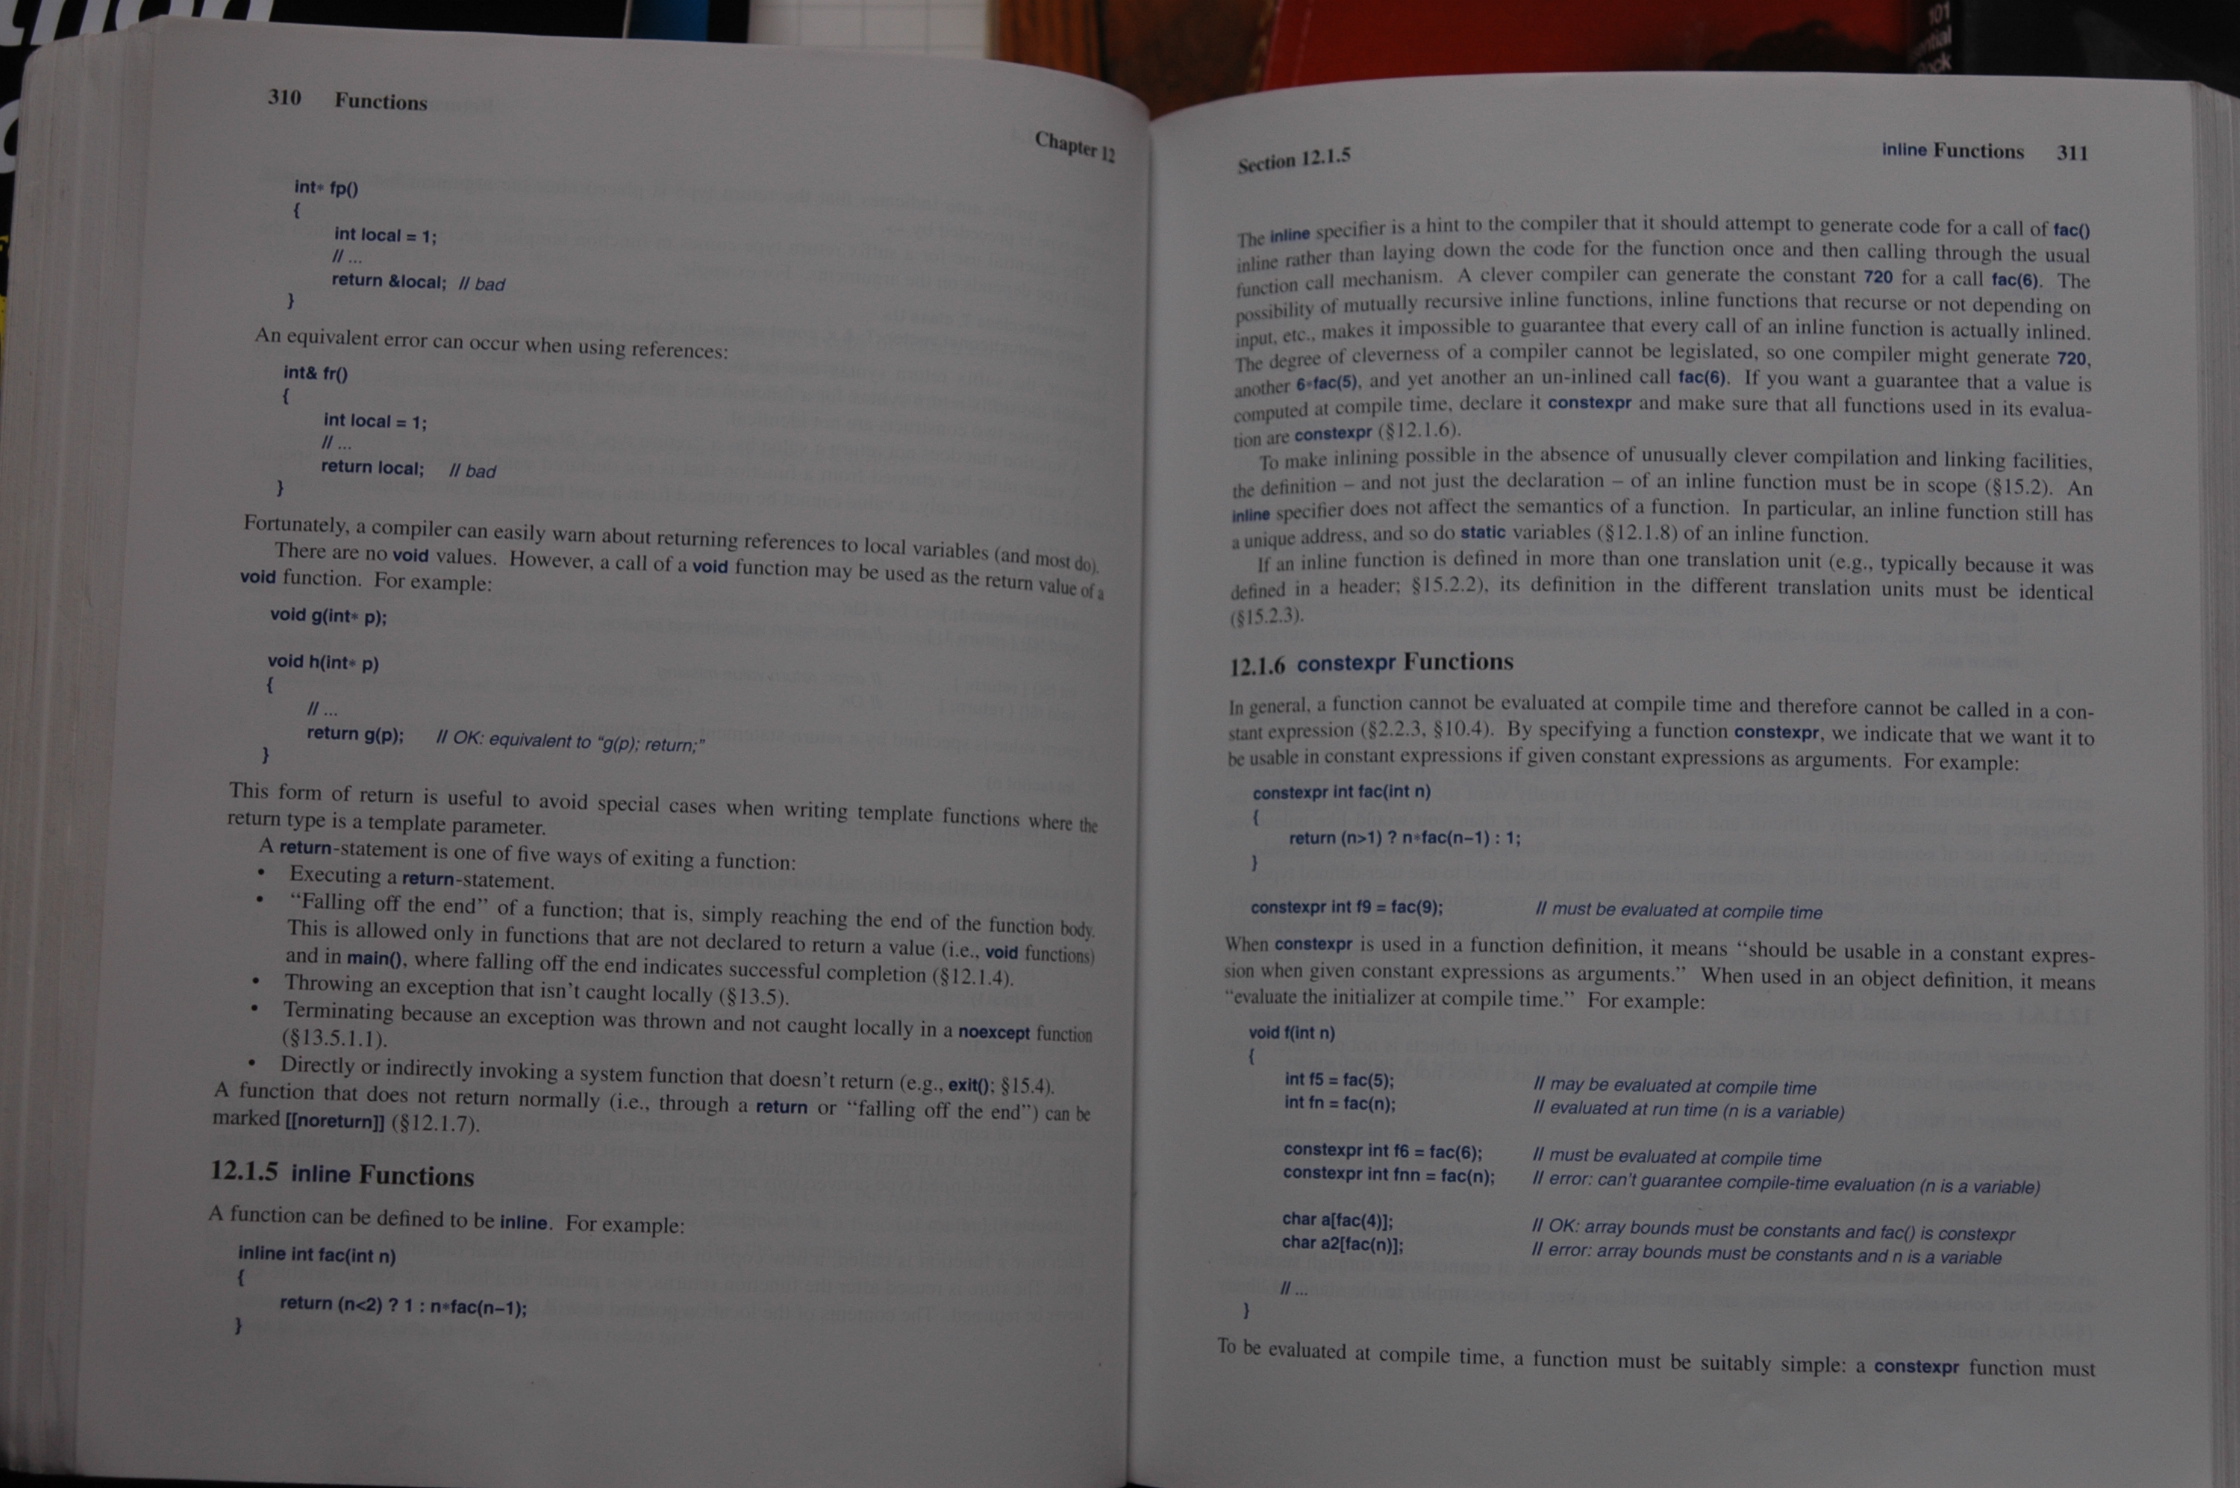 310 Functions
Chapter 12
int* fp()
{
int local = 1;
// ...
return &local; // bad
}
An equivalent error can occur when using references:
int& fr()
{
int local = 1;
// ...
return local; // bad
}
Fortunately, a compiler can easily warn about returning references to local variables (and most do).
There are no void values. However, a call of a void function may be used as the return value of a
void function. For example:
void g(int* p);
void h(int* p)
{
// ...
return g(p); // OK: equivalent to "g(p); return;"
}
This form of return is useful to avoid special cases when writing template functions where the
return type is a template parameter.
A return-statement is one of five ways of exiting a function:
• Executing a return-statement.
• “Falling off the end” of a function; that is, simply reaching the end of the function body.
This is allowed only in functions that are not declared to return a value (i.e., void functions)
and in main(), where falling off the end indicates successful completion (§12.1.4).
• Throwing an exception that isn’t caught locally (§13.5).
• Terminating because an exception was thrown and not caught locally in a noexcept function
(§13.5.1.1).
• Directly or indirectly invoking a system function that doesn’t return (e.g., exit(); §15.4).
A function that does not return normally (i.e., through a return or “falling off the end”) can be
marked [[noreturn]] (§12.1.7).
12.1.5 inline Functions
A function can be defined to be inline. For example:
inline int fac(int n)
{
return (n<2) ? 1 : n*fac(n−1);
}
Section 12.1.5
inline Functions 311
The inline specifier is a hint to the compiler that it should attempt to generate code for a call of fac()
inline rather than laying down the code for the function once and then calling through the usual
function call mechanism. A clever compiler can generate the constant 720 for a call fac(6). The
possibility of mutually recursive inline functions, inline functions that recurse or not depending on
input, etc., makes it impossible to guarantee that every call of an inline function is actually inlined.
The degree of cleverness of a compiler cannot be legislated, so one compiler might generate 720,
another 6*fac(5), and yet another an un-inlined call fac(6). If you want a guarantee that a value is
computed at compile time, declare it constexpr and make sure that all functions used in its evalua-
tion are constexpr (§12.1.6).
To make inlining possible in the absence of unusually clever compilation and linking facilities,
the definition – and not just the declaration – of an inline function must be in scope (§15.2). An
inline specifier does not affect the semantics of a function. In particular, an inline function still has
a unique address, and so do static variables (§12.1.8) of an inline function.
If an inline function is defined in more than one translation unit (e.g., typically because it was
defined in a header; §15.2.2), its definition in the different translation units must be identical
(§15.2.3).
12.1.6 constexpr Functions
In general, a function cannot be evaluated at compile time and therefore cannot be called in a con-
stant expression (§2.2.3, §10.4). By specifying a function constexpr, we indicate that we want it to
be usable in constant expressions if given constant expressions as arguments. For example:
constexpr int fac(int n)
{
return (n>1) ? n*fac(n−1) : 1;
}
constexpr int f9 = fac(9); // must be evaluated at compile time
When constexpr is used in a function definition, it means “should be usable in a constant expres-
sion when given constant expressions as arguments.” When used in an object definition, it means
“evaluate the initializer at compile time.” For example:
void f(int n)
{
int f5 = fac(5); // may be evaluated at compile time
int fn = fac(n); // evaluated at run time (n is a variable)
constexpr int f6 = fac(6); // must be evaluated at compile time
constexpr int fnn = fac(n); // error: can't guarantee compile-time evaluation (n is a variable)
char a[fac(4)]; // OK: array bounds must be constants and fac() is constexpr
char a2[fac(n)]; // error: array bounds must be constants and n is a variable
// ...
}
To be evaluated at compile time, a function must be suitably simple: a constexpr function must
101